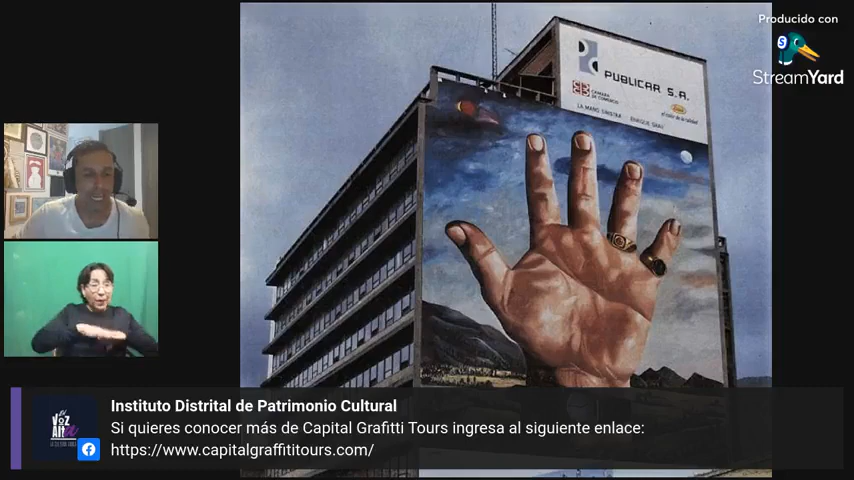 Producido con
StreamYard
PUBLICAR S.A.
CAMARA
DE COMERCIO
LA MANO SINIESTRA - ENRIQUE GRAU
Instituto Distrital de Patrimonio Cultural
Si quieres conocer más de Capital Grafitti Tours ingresa al siguiente enlace:
https://www.capitalgraffititours.com/